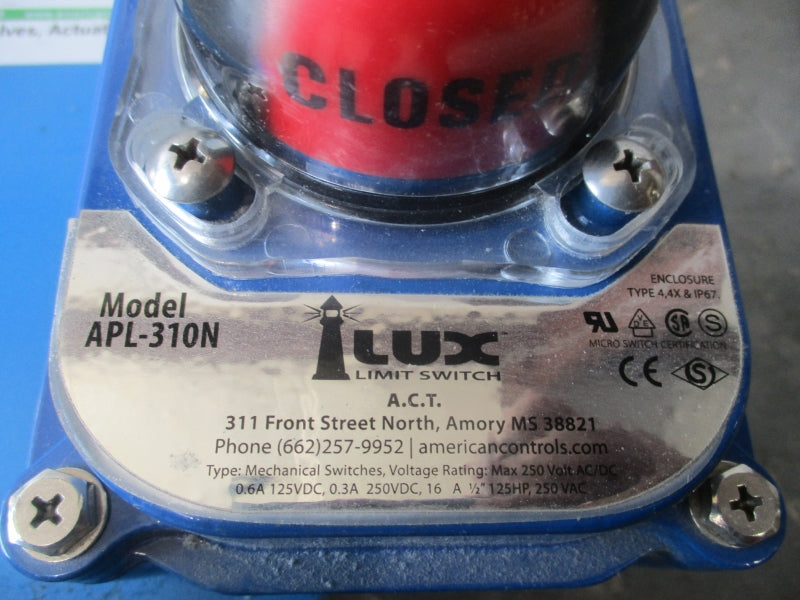 CLOSED
Model
APL-310N
LUX
LIMIT SWITCH
ENCLOSURE
TYPE 4,4X & IP67.
MICRO SWITCH CERTIFICATION
CE
A.C.T.
311 Front Street North, Amory MS 38821
Phone (662)257-9952 | americancontrols.com
Type: Mechanical Switches, Voltage Rating: Max 250 Volt AC/DC
0.6A 125VDC, 0.3A 250VDC, 16 A ½" 125HP, 250 VAC